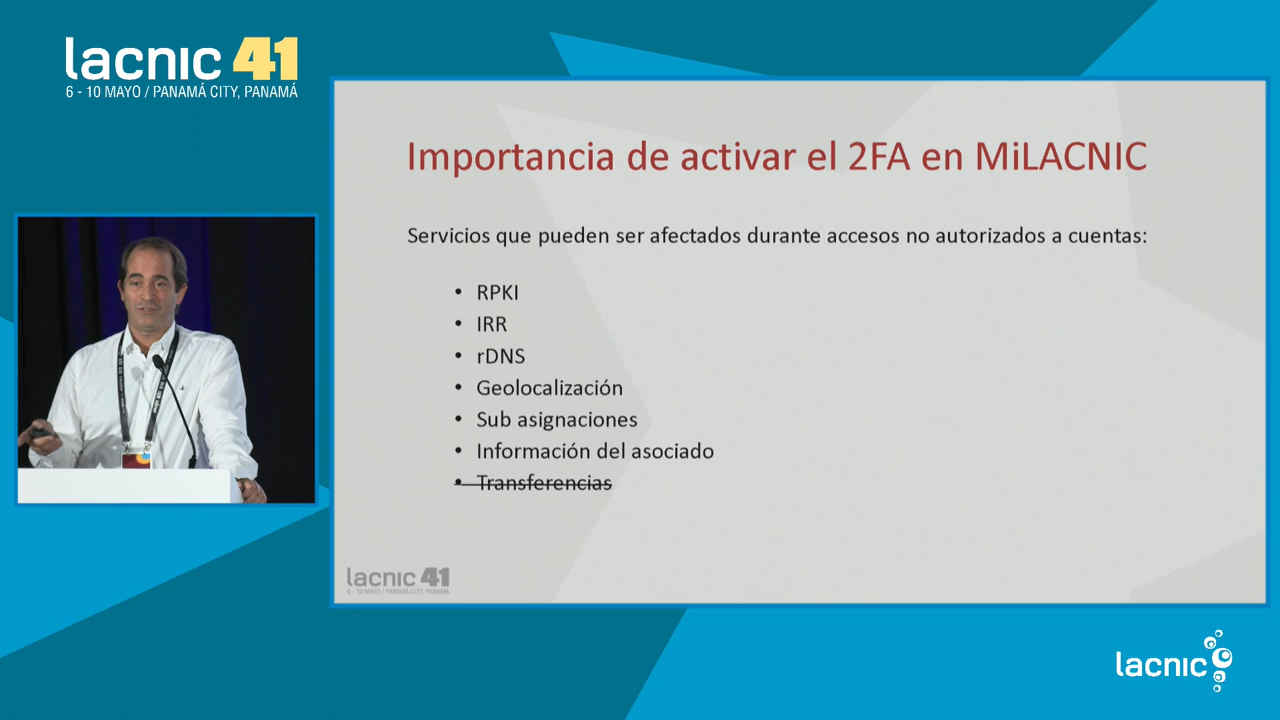 lacnic 41
6 - 10 MAYO / PANAMÁ CITY, PANAMÁ
Importancia de activar el 2FA en MiLACNIC
Servicios que pueden ser afectados durante accesos no autorizados a cuentas:
• RPKI
• IRR
• rDNS
• Geolocalización
• Sub asignaciones
• Información del asociado
• Transferencias
lacnic 41
6 - 10 MAYO / PANAMÁ CITY, PANAMÁ
lacnic